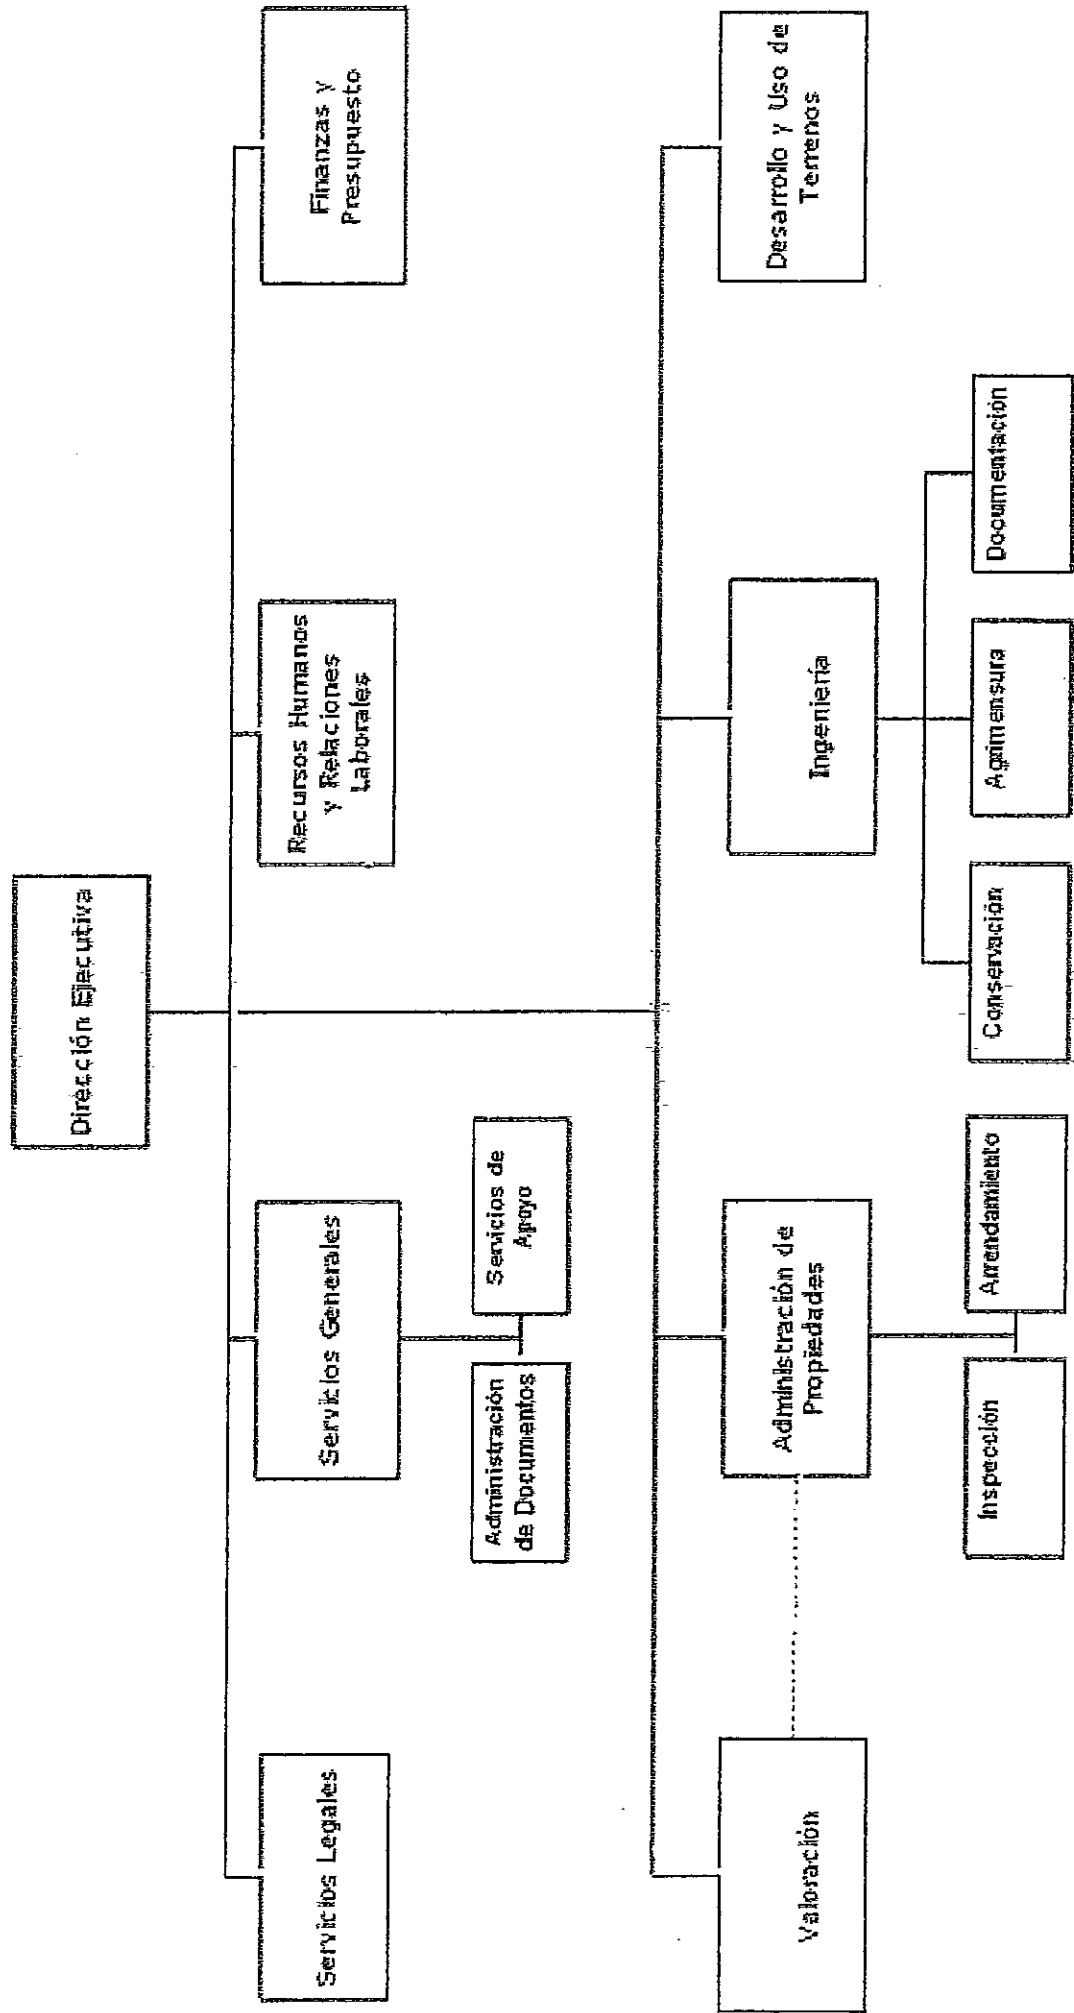 Dirección Ejecutiva
Servicios Legales
Servicios Generales
Recursos Humanos
y Relaciones
Laborales
Finanzas y
Presupuesto
Administración
de Documentos
Servicios de
Apoyo
Valoración
Administración de
Propiedades
Ingeniería
Desarrollo y Uso de
Terrenos
Inspección
Arrendamiento
Conservación
Agrimensura
Documentación